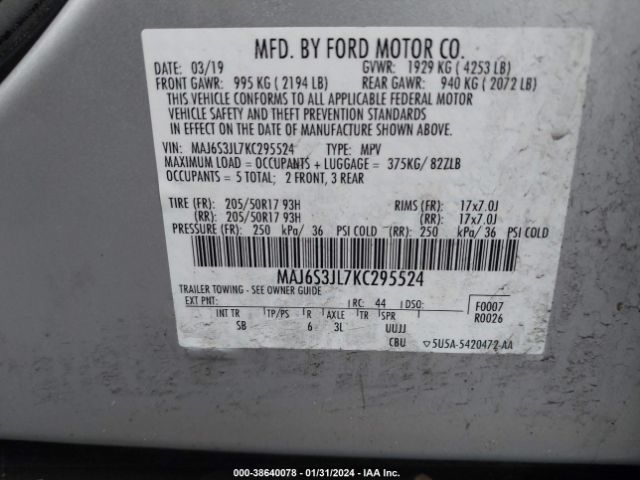 MFD. BY FORD MOTOR CO.
DATE: 03/19 GVWR: 1929 KG ( 4253 LB)
FRONT GAWR: 995 KG ( 2194 LB) REAR GAWR: 940 KG ( 2072 LB)
THIS VEHICLE CONFORMS TO ALL APPLICABLE FEDERAL MOTOR
VEHICLE SAFETY AND THEFT PREVENTION STANDARDS
IN EFFECT ON THE DATE OF MANUFACTURE SHOWN ABOVE.
VIN: MAJ6S3JL7KC295524 TYPE: MPV
MAXIMUM LOAD = OCCUPANTS + LUGGAGE = 375KG/ 827LB
OCCUPANTS = 5 TOTAL; 2 FRONT, 3 REAR
TIRE (FR): 205/50R17 93H RIMS (FR): 17x7.0J
(RR): 205/50R17 93H (RR): 17x7.0J
PRESSURE (FR): 250 kPa/ 36 PSI COLD (RR): 250 kPa/ 36 PSI COLD
MAJ6S3JL7KC295524
TRAILER TOWING - SEE OWNER GUIDE
EXT PNT: RC: 44 DSO: F0007
INT TR TP/PS R AXLE TR SPR R0026
SB 6 3L UUJJ
CBU ▽5U5A-5420472-AA
000-38640078 - 01/31/2024 - IAA Inc.